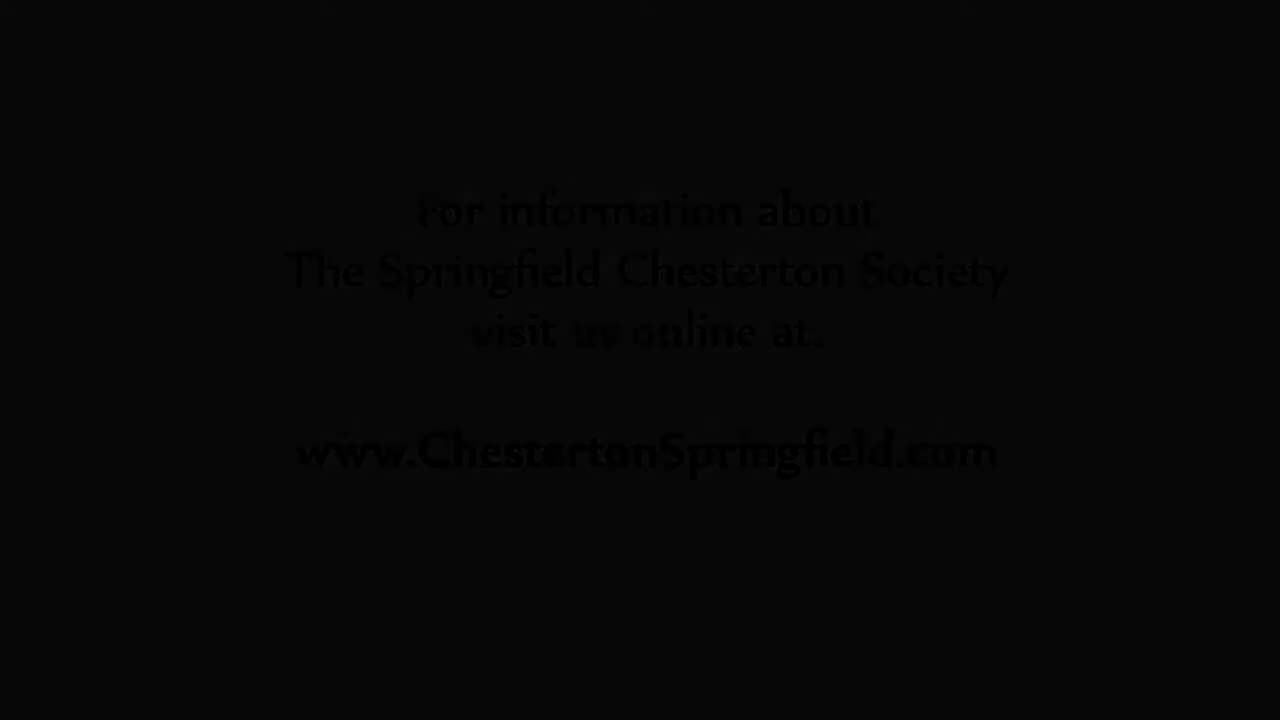 For information about
The Springfield Chesterton Society
visit us online at:
www.ChestertonSpringfield.com